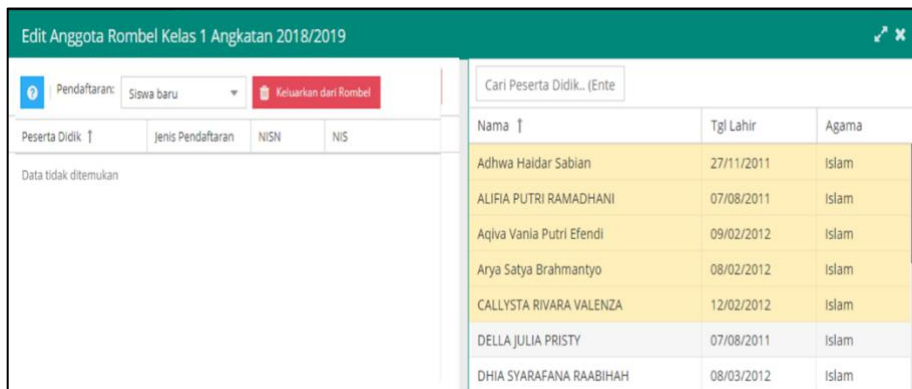 Edit Anggota Rombel Kelas 1 Angkatan 2018/2019
Pendaftaran: Siswa baru Keluarkan dari Rombel
Peserta Didik ↑ Jenis Pendaftaran NISN NIS
Data tidak ditemukan
Cari Peserta Didik.. (Ente
Nama ↑ Tgl Lahir Agama
Adhwa Haidar Sabian 27/11/2011 Islam
ALIFIA PUTRI RAMADHANI 07/08/2011 Islam
Aqiva Vania Putri Efendi 09/02/2012 Islam
Arya Satya Brahmantyo 08/02/2012 Islam
CALLYSTA RIVARA VALENZA 12/02/2012 Islam
DELLA JULIA PRISTY 07/08/2011 Islam
DHIA SYARAFANA RAABIHAH 08/03/2012 Islam